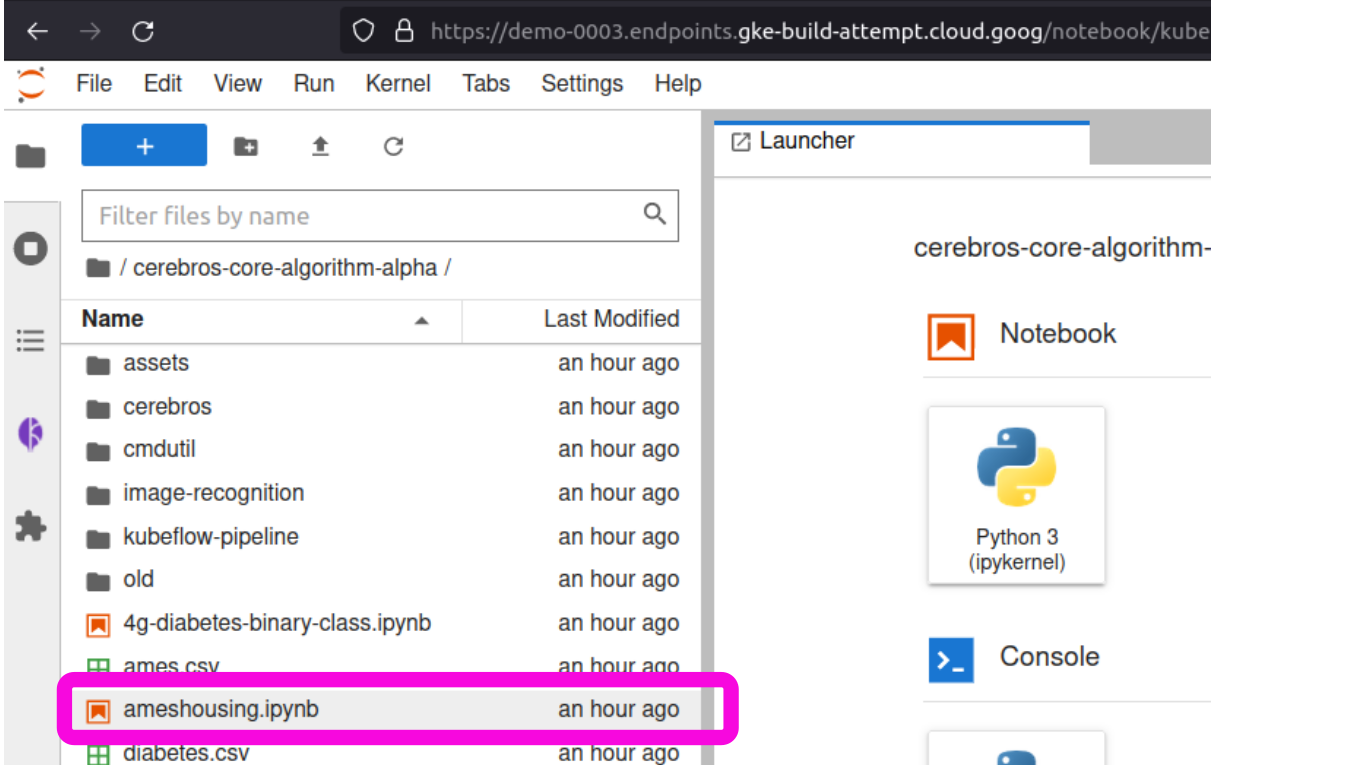 https://demo-0003.endpoints.gke-build-attempt.cloud.goog/notebook/kube
File Edit View Run Kernel Tabs Settings Help
+
Launcher
Filter files by name
/ cerebros-core-algorithm-alpha /
cerebros-core-algorithm-
Name Last Modified
Notebook
assets an hour ago
cerebros an hour ago
cmdutil an hour ago
image-recognition an hour ago
kubeflow-pipeline an hour ago
Python 3
(ipykernel)
old an hour ago
4g-diabetes-binary-class.ipynb an hour ago
ames.csv an hour ago
Console
ameshousing.ipynb an hour ago
diabetes.csv an hour ago